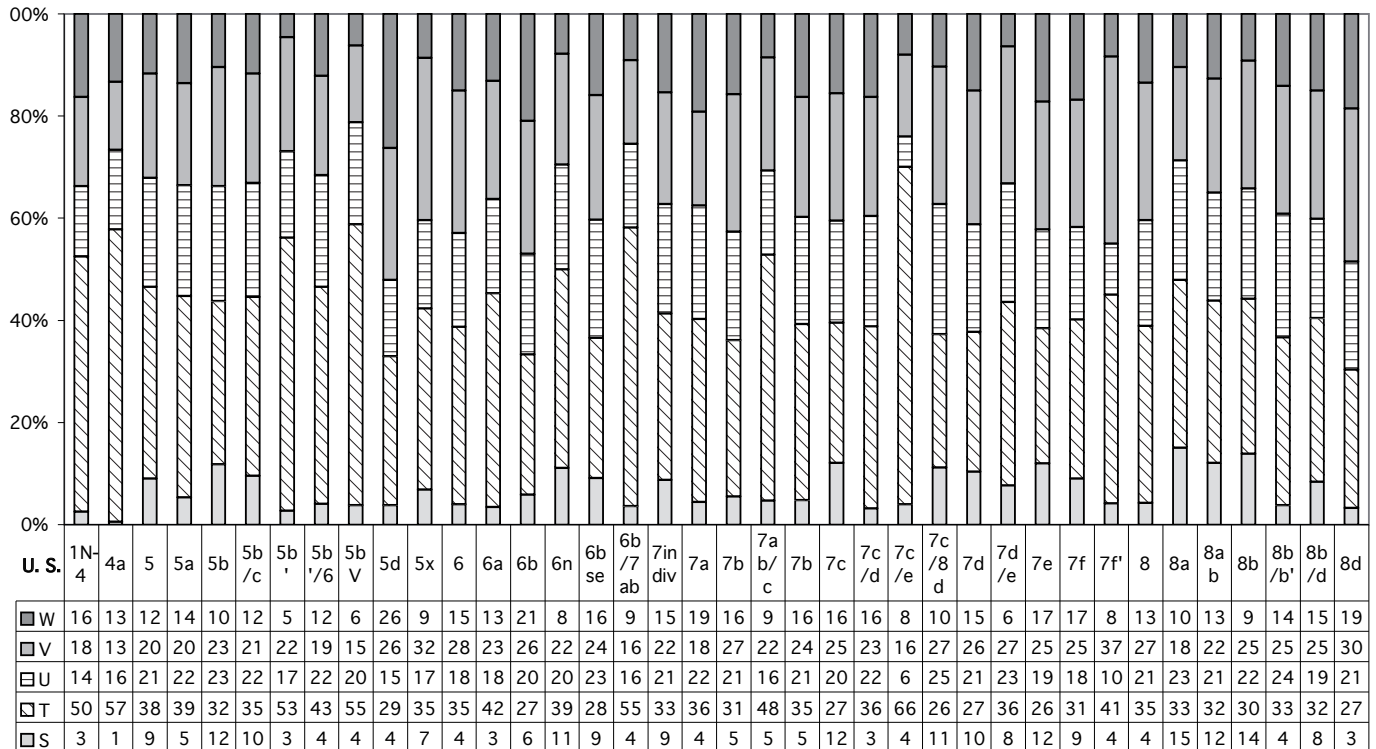 00%
80%
60%
40%
20%
0%
U. S. 1N-4 4a 5 5a 5b 5b/c 5b' 5b'/6 5b V 5d 5x 6 6a 6b 6n 6b se 6b/7ab 7indiv 7a 7b 7ab/c 7b 7c 7c/d 7c/e 7c/8d 7d 7d/e 7e 7f 7f' 8 8a 8ab 8b 8b/b' 8b/d 8d
W 16 13 12 14 10 12 5 12 6 26 9 15 13 21 8 16 9 15 19 16 9 16 16 16 8 10 15 6 17 17 8 13 10 13 9 14 15 19
V 18 13 20 20 23 21 22 19 15 26 32 28 23 26 22 24 16 22 18 27 22 24 25 23 16 27 26 27 25 25 37 27 18 22 25 25 25 30
U 14 16 21 22 23 22 17 22 20 15 17 18 18 20 20 23 16 21 22 21 16 21 20 22 6 25 21 23 19 18 10 21 23 21 22 24 19 21
T 50 57 38 39 32 35 53 43 55 29 35 35 42 27 39 28 55 33 36 31 48 35 27 36 66 26 27 36 26 31 41 35 33 32 30 33 32 27
S 3 1 9 5 12 10 3 4 4 4 7 4 3 6 11 9 4 9 4 5 5 5 12 3 4 11 10 8 12 9 4 4 15 12 14 4 8 3